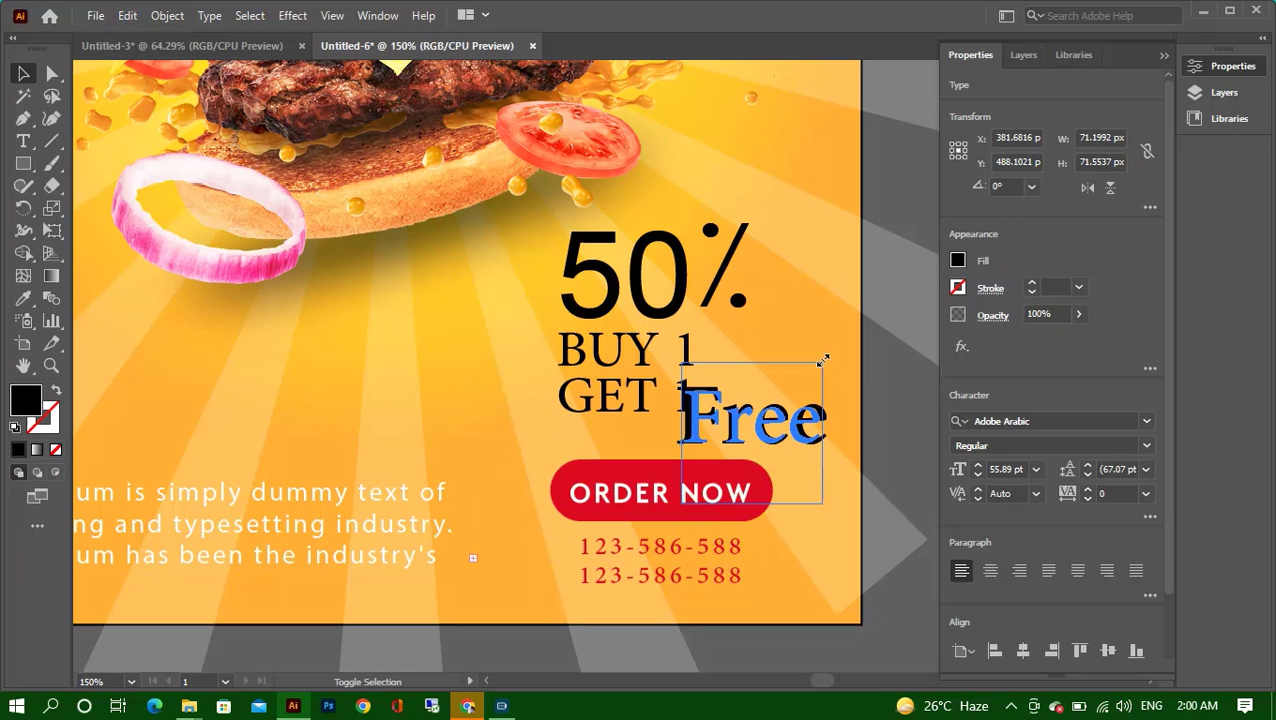 Ai
File
Edit
Object
Type
Select
Effect
View
Window
Help
Search Adobe Help
Untitled-3* @ 64.29% (RGB/CPU Preview)
Untitled-6* @ 150% (RGB/CPU Preview)
Properties
Layers
Libraries
Properties
Layers
Libraries
Type
Transform
X:
381.6816 p
W:
71.1992 px
Y:
488.1021 p
H:
71.5537 px
0°
Appearance
Fill
Stroke
Opacity
100%
fx.
Character
Adobe Arabic
Regular
55.89 pt
(67.07 pt
Auto
0
Paragraph
Align
50%
BUY 1
GET 1
Free
ORDER NOW
123-586-588
123-586-588
um is simply dummy text of
ng and typesetting industry.
um has been the industry's
150%
1
Toggle Selection
Ai
Ps
26°C Haze
ENG
2:00 AM